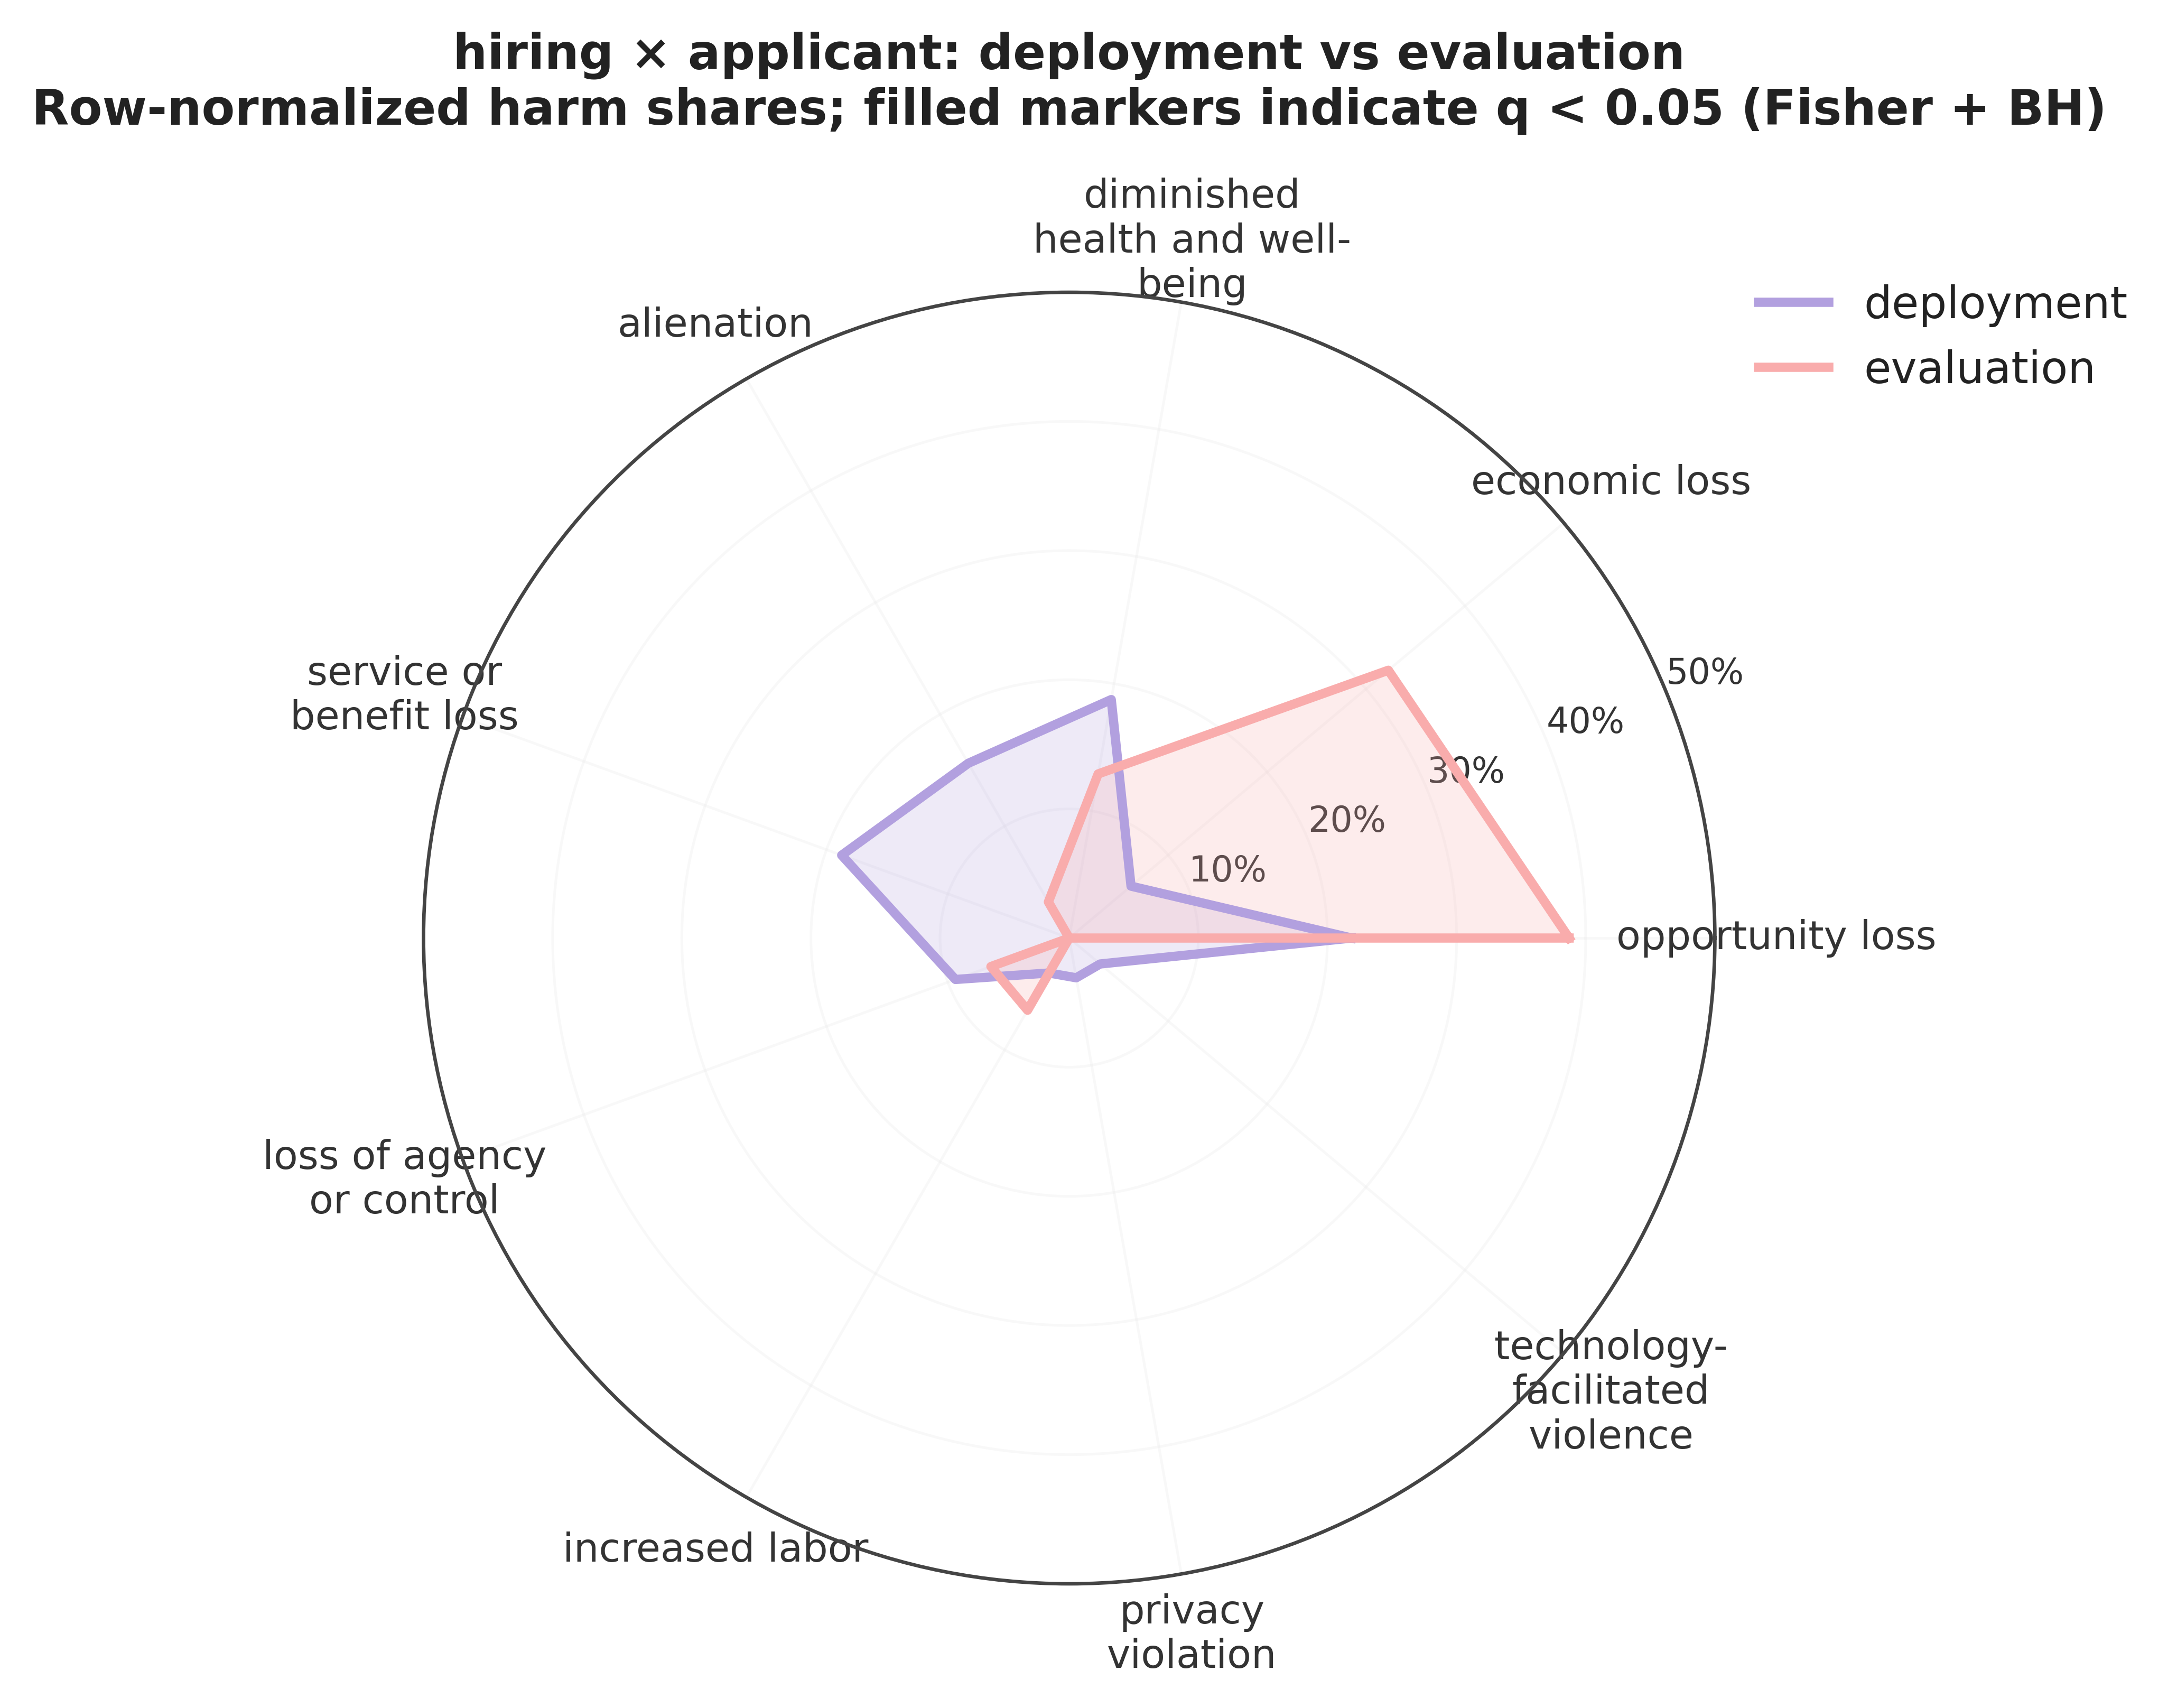 hiring × applicant: deployment vs evaluation
Row-normalized harm shares; filled markers indicate q < 0.05 (Fisher + BH)
diminished
health and well-
being
alienation
deployment
evaluation
economic loss
service or
benefit loss
50%
40%
30%
20%
10%
opportunity loss
loss of agency
or control
technology-
facilitated
violence
increased labor
privacy
violation